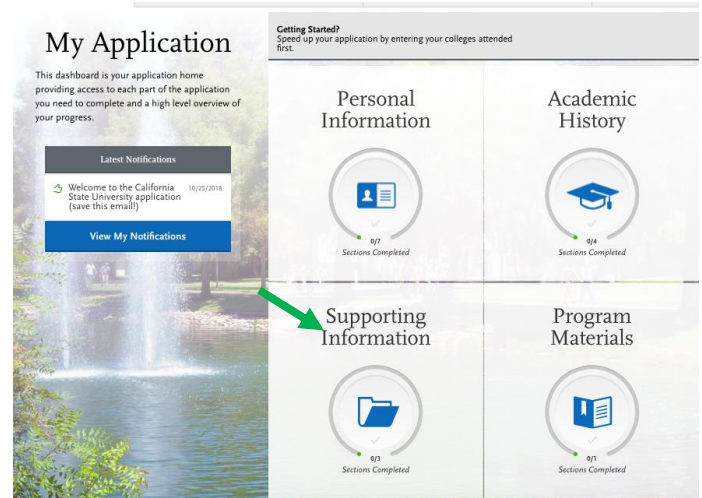 My Application
This dashboard is your application home
providing access to each part of the application
you need to complete and a high level overview of
your progress.
Latest Notifications
Welcome to the California
State University application
(save this email!)
10/25/2018
View My Notifications
Getting Started?
Speed up your application by entering your colleges attended
first.
Personal
Information
0/7
Sections Completed
Academic
History
0/4
Sections Completed
Supporting
Information
0/3
Sections Completed
Program
Materials
0/1
Sections Completed